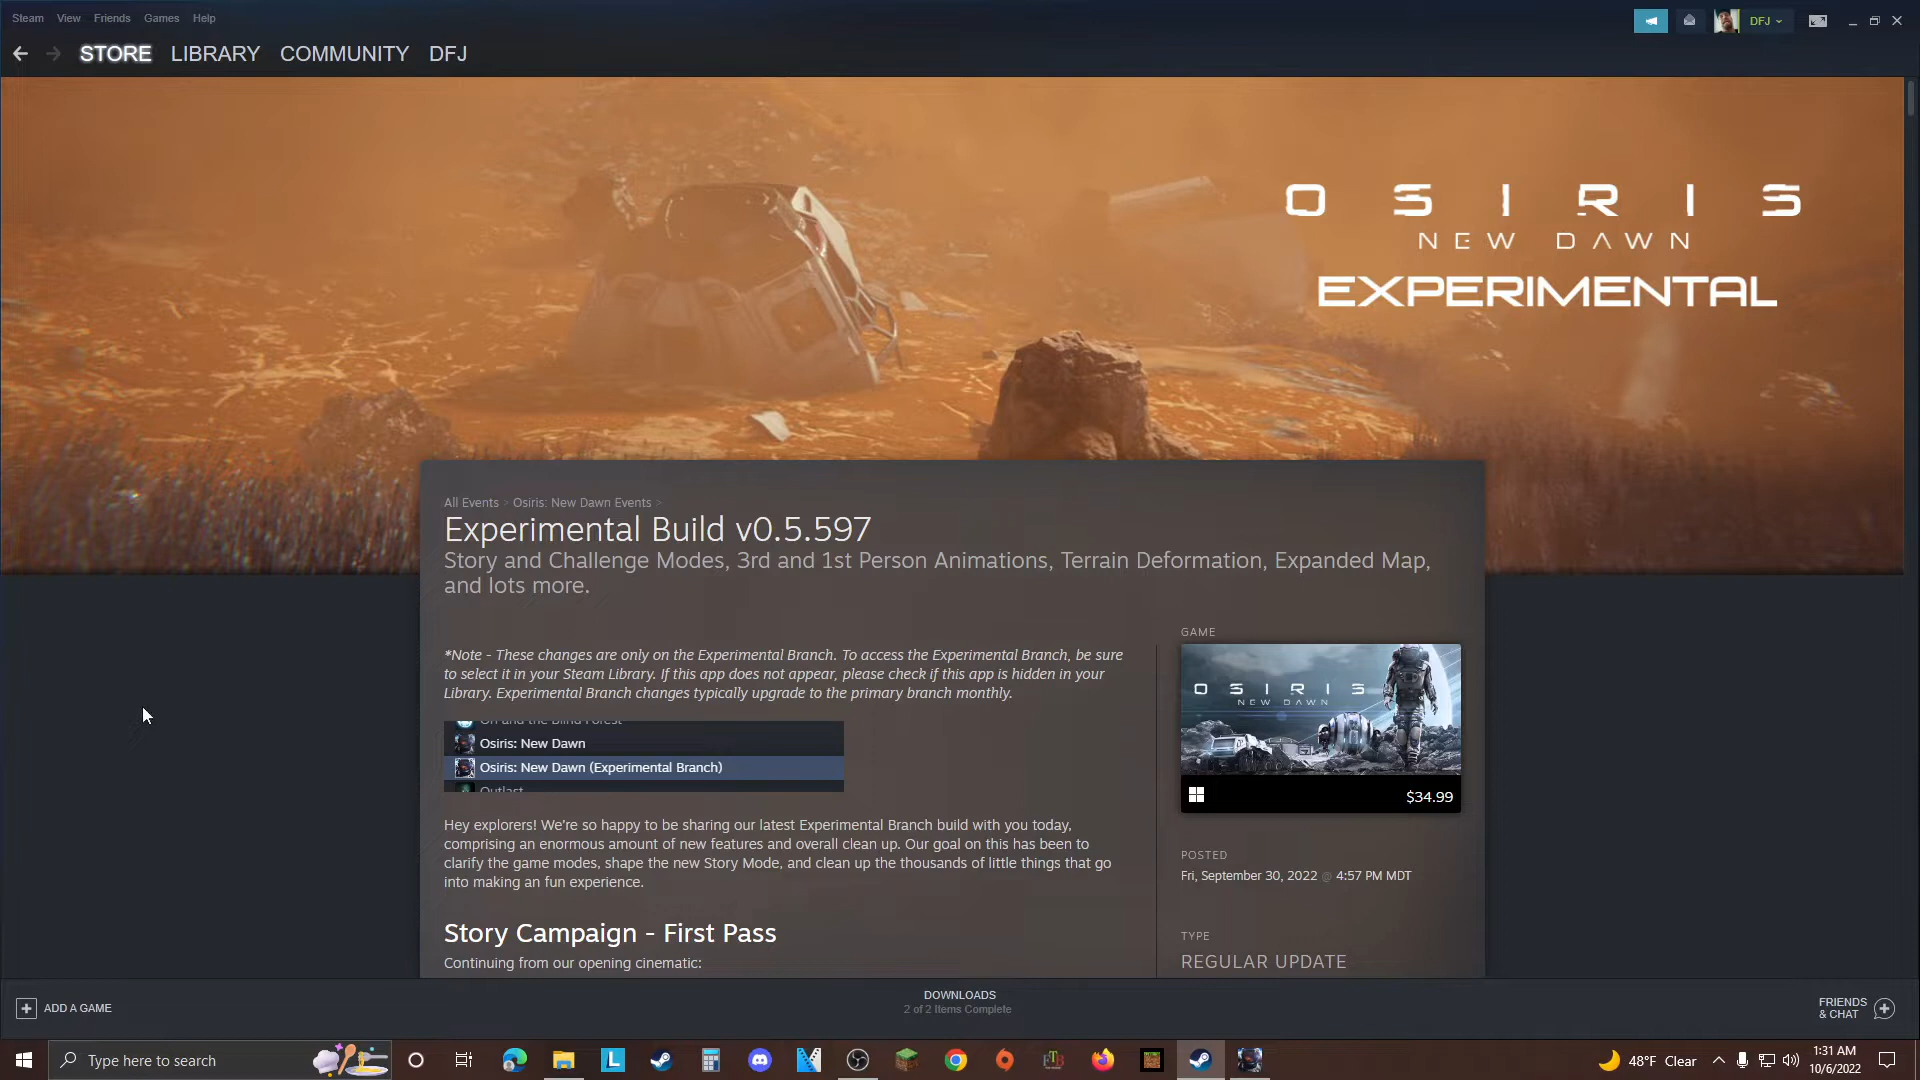 Steam View Friends Games Help
DFJ
STORE LIBRARY COMMUNITY DFJ
OSIRIS
NEW DAWN
EXPERIMENTAL
All Events > Osiris: New Dawn Events >
Experimental Build v0.5.597
Story and Challenge Modes, 3rd and 1st Person Animations, Terrain Deformation, Expanded Map,
and lots more.
*Note - These changes are only on the Experimental Branch. To access the Experimental Branch, be sure
to select it in your Steam Library. If this app does not appear, please check if this app is hidden in your
Library. Experimental Branch changes typically upgrade to the primary branch monthly.
Ori and the Blind Forest
Osiris: New Dawn
Osiris: New Dawn (Experimental Branch)
Outlast
Hey explorers! We're so happy to be sharing our latest Experimental Branch build with you today,
comprising an enormous amount of new features and overall clean up. Our goal on this has been to
clarify the game modes, shape the new Story Mode, and clean up the thousands of little things that go
into making an fun experience.
Story Campaign - First Pass
Continuing from our opening cinematic:
GAME
OSIRIS
NEW DAWN
$34.99
POSTED
Fri, September 30, 2022 @ 4:57 PM MDT
TYPE
REGULAR UPDATE
ADD A GAME
DOWNLOADS
2 of 2 Items Complete
FRIENDS
& CHAT
Type here to search
L
FTB
48°F Clear
1:31 AM
10/6/2022